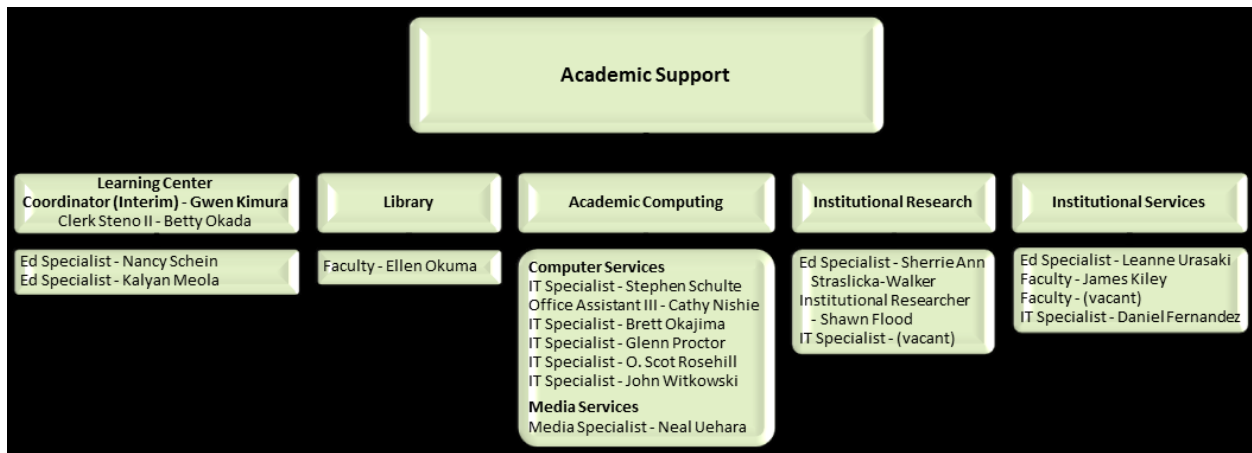 Academic Support
Learning Center
Coordinator (Interim) - Gwen Kimura
Clerk Steno II - Betty Okada
Ed Specialist - Nancy Schein
Ed Specialist - Kalyan Meola
Library
Faculty - Ellen Okuma
Academic Computing
Computer Services
IT Specialist - Stephen Schulte
Office Assistant III - Cathy Nishie
IT Specialist - Brett Okajima
IT Specialist - Glenn Proctor
IT Specialist - O. Scot Rosehill
IT Specialist - John Witkowski
Media Services
Media Specialist - Neal Uehara
Institutional Research
Ed Specialist - Sherrie Ann
Straslicka-Walker
Institutional Researcher
- Shawn Flood
IT Specialist - (vacant)
Institutional Services
Ed Specialist - Leanne Urasaki
Faculty - James Kiley
Faculty - (vacant)
IT Specialist - Daniel Fernandez